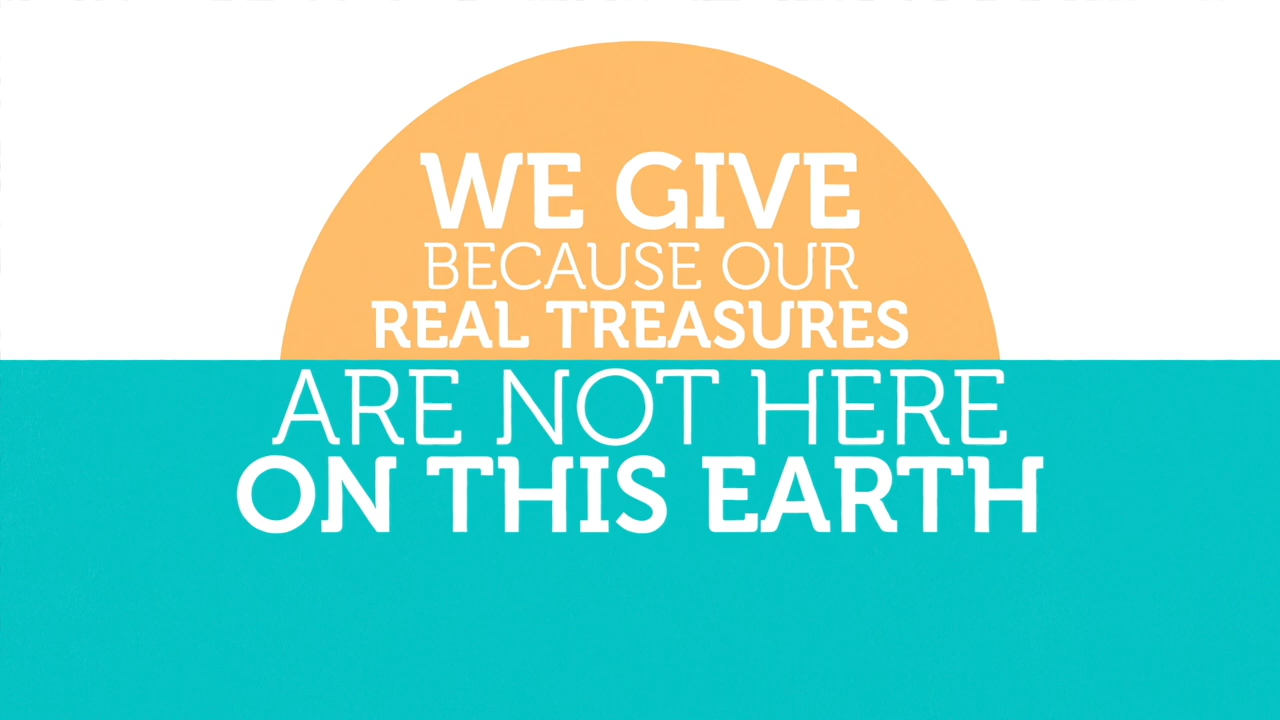 WE GIVE
BECAUSE OUR
REAL TREASURES
ARE NOT HERE
ON THIS EARTH